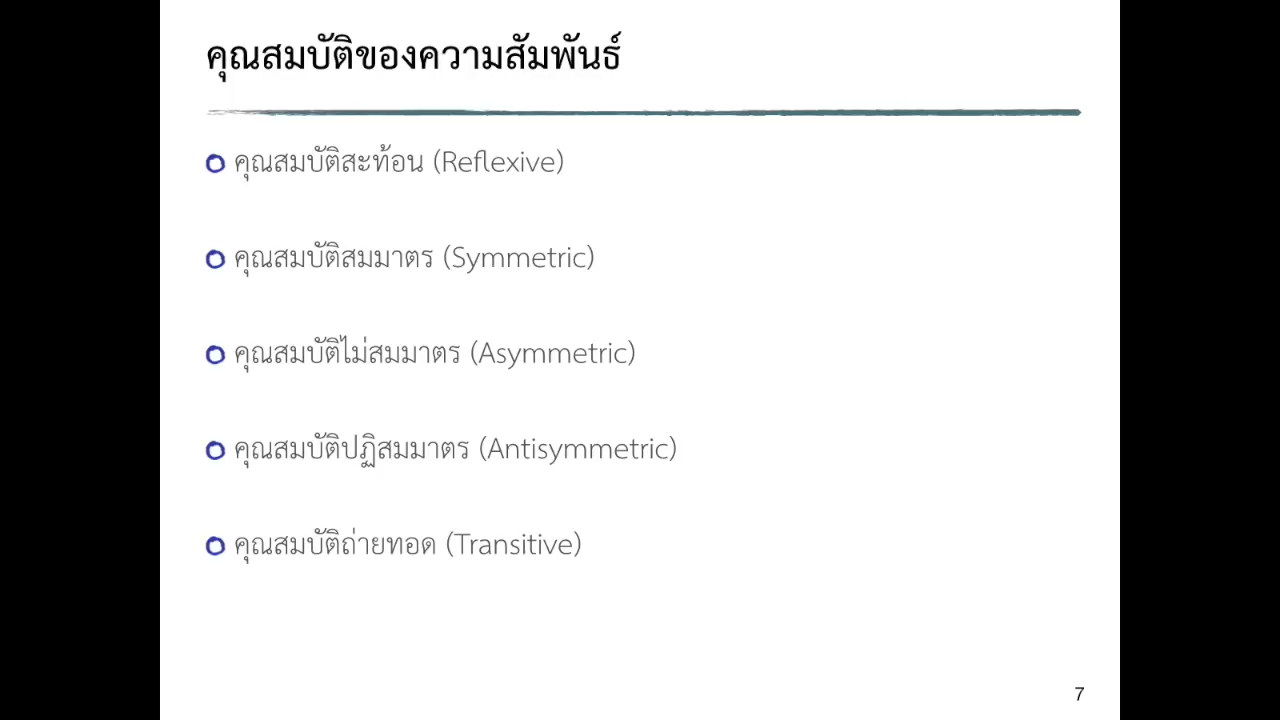 คุณสมบัติของความสัมพันธ์
คุณสมบัติสะท้อน (Reflexive)
คุณสมบัติสมมาตร (Symmetric)
คุณสมบัติไม่สมมาตร (Asymmetric)
คุณสมบัติปฏิสมมาตร (Antisymmetric)
คุณสมบัติถ่ายทอด (Transitive)
7